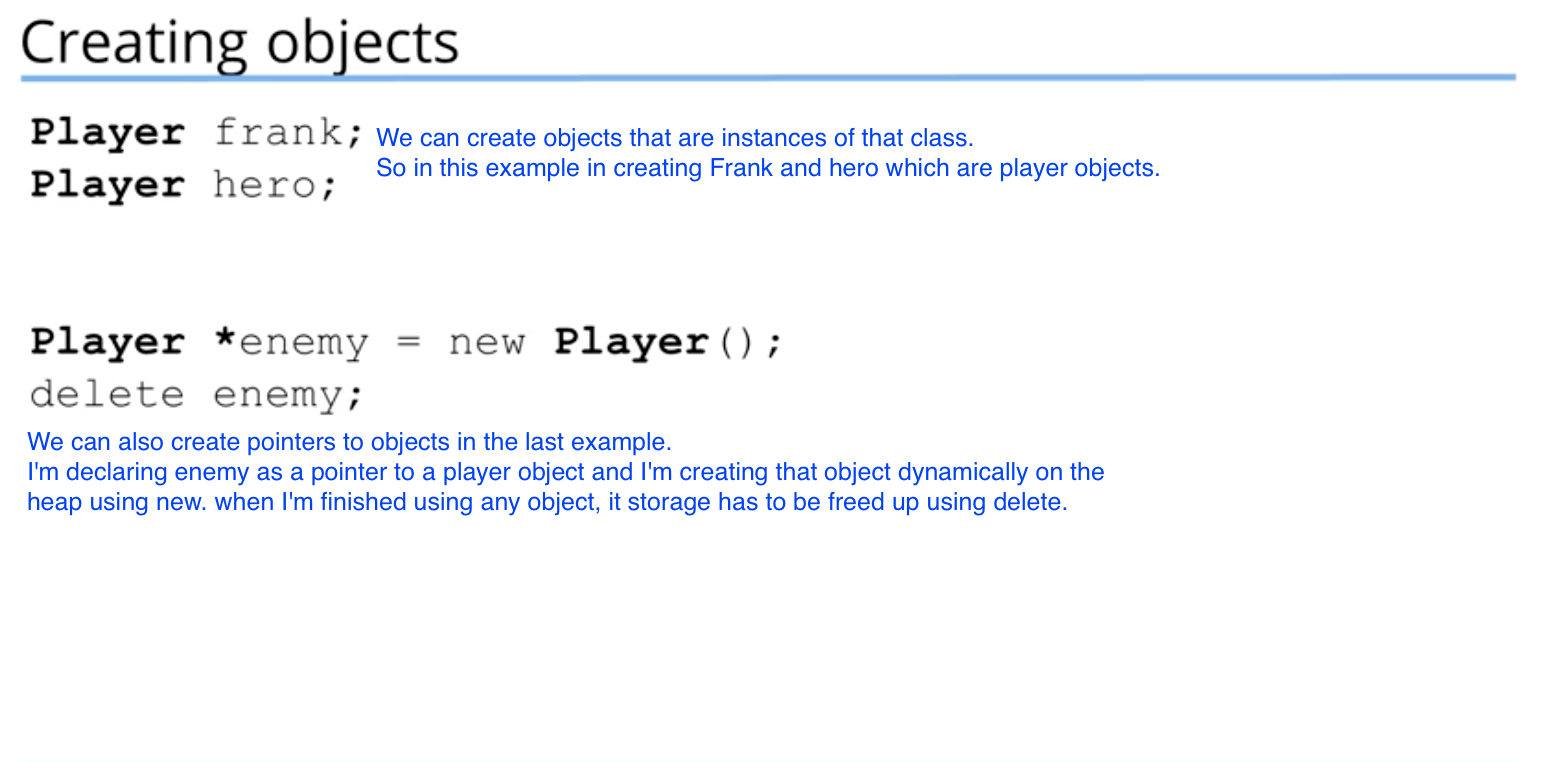 Creating objects
Player frank;
We can create objects that are instances of that class.
So in this example in creating Frank and hero which are player objects.
Player hero;
Player *enemy = new Player();
delete enemy;
We can also create pointers to objects in the last example.
I'm declaring enemy as a pointer to a player object and I'm creating that object dynamically on the
heap using new. when I'm finished using any object, it storage has to be freed up using delete.